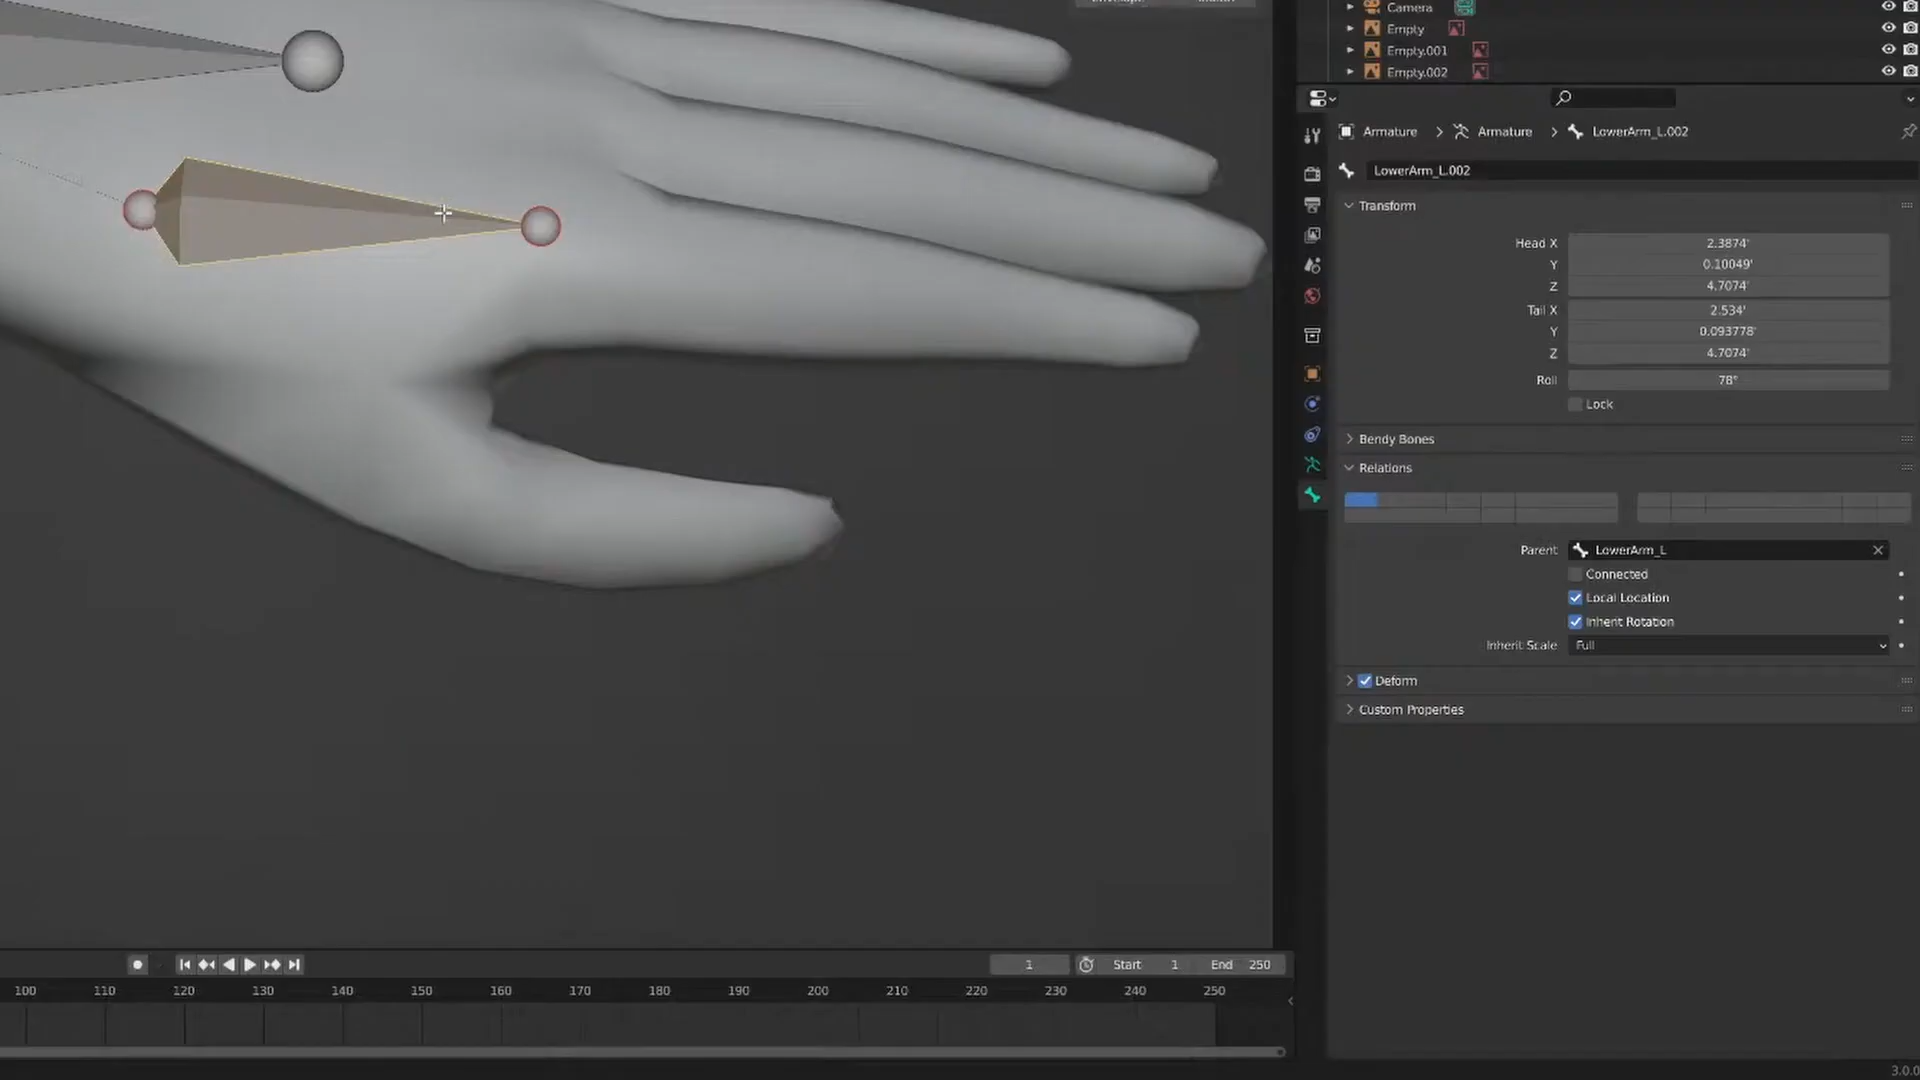 Camera
Empty
Empty.001
Empty.002
Armature > Armature > LowerArm_L.002
LowerArm_L.002
Transform
Head X 2.3874'
Y 0.10049'
Z 4.7074'
Tail X 2.534'
Y 0.093778'
Z 4.7074'
Roll 78°
Lock
Bendy Bones
Relations
Parent LowerArm_L
Connected
Local Location
Inherit Rotation
Inherit Scale Full
Deform
Custom Properties
1 Start 1 End 250
100 110 120 130 140 150 160 170 180 190 200 210 220 230 240 250
3.0.0